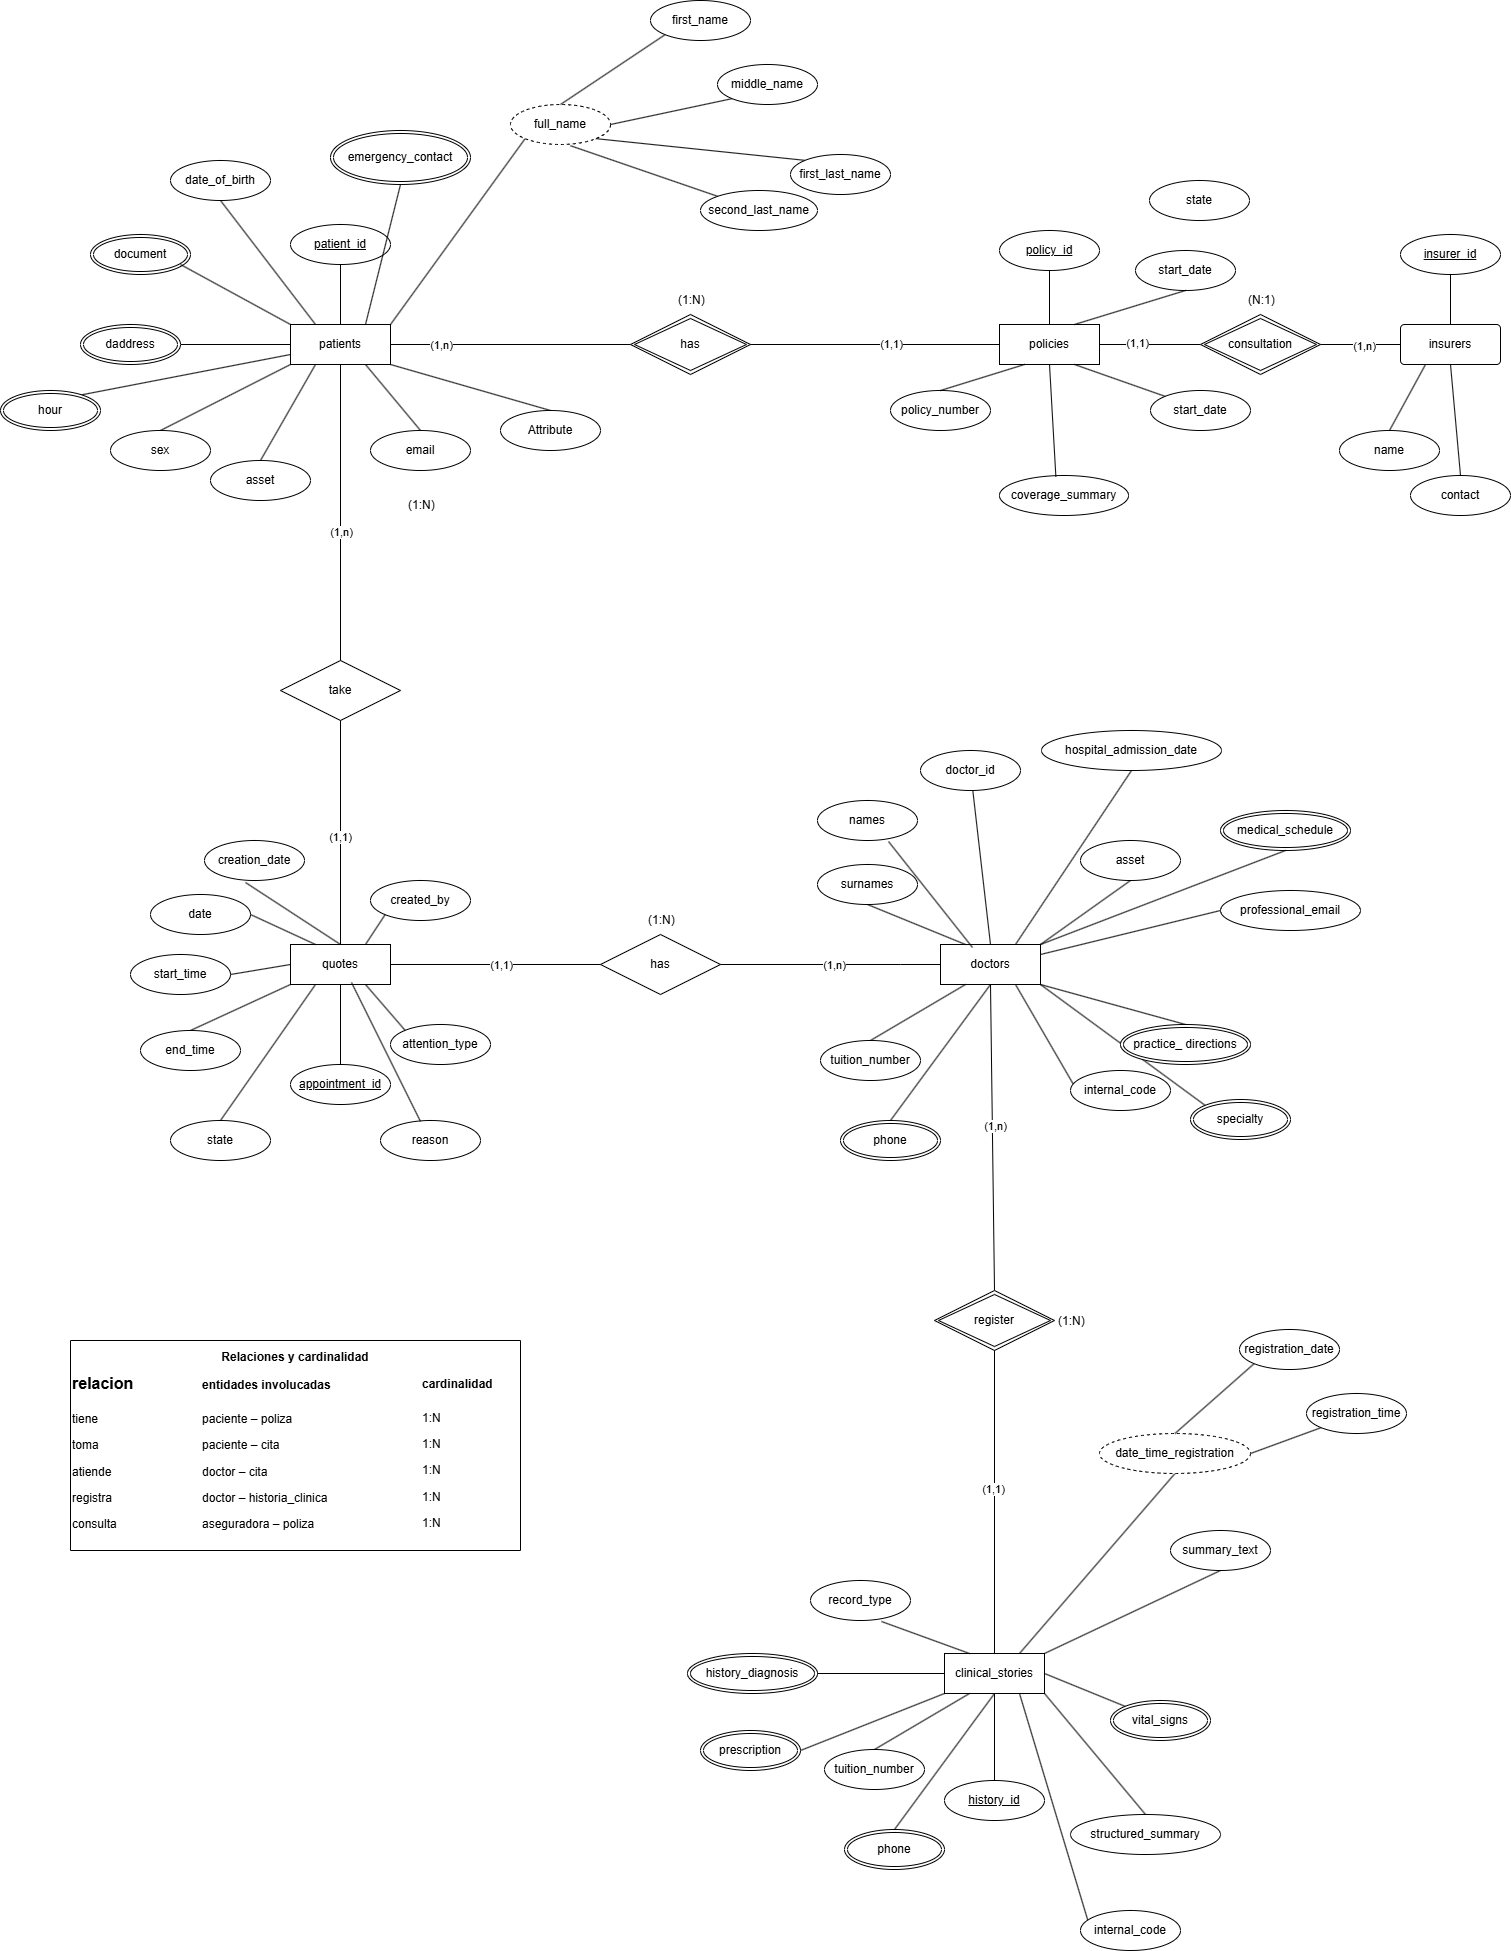 first_name
middle_name
full_name
emergency_contact
first_last_name
date_of_birth
second_last_name
state
document
patient_id
policy_id
insurer_id
start_date
(1:N)
(N:1)
daddress
patients
(1,n)
has
(1,1)
policies
(1,1)
consultation
(1,n)
insurers
hour
policy_number
start_date
sex
asset
email
Attribute
name
coverage_summary
contact
(1:N)
(1,n)
take
hospital_admission_date
doctor_id
names
medical_schedule
(1,1)
creation_date
asset
surnames
created_by
date
professional_email
(1:N)
start_time
quotes
(1,1)
has
(1,n)
doctors
end_time
attention_type
practice_ directions
tuition_number
appointment_id
internal_code
specialty
state
reason
phone
(1,n)
register
(1:N)
Relaciones y cardinalidad
relacion entidades involucadas cardinalidad
tiene paciente – poliza 1:N
toma paciente – cita 1:N
atiende doctor – cita 1:N
registra doctor – historia_clinica 1:N
consulta aseguradora – poliza 1:N
registration_date
registration_time
date_time_registration
(1,1)
summary_text
record_type
history_diagnosis
clinical_stories
vital_signs
prescription
tuition_number
history_id
structured_summary
phone
internal_code